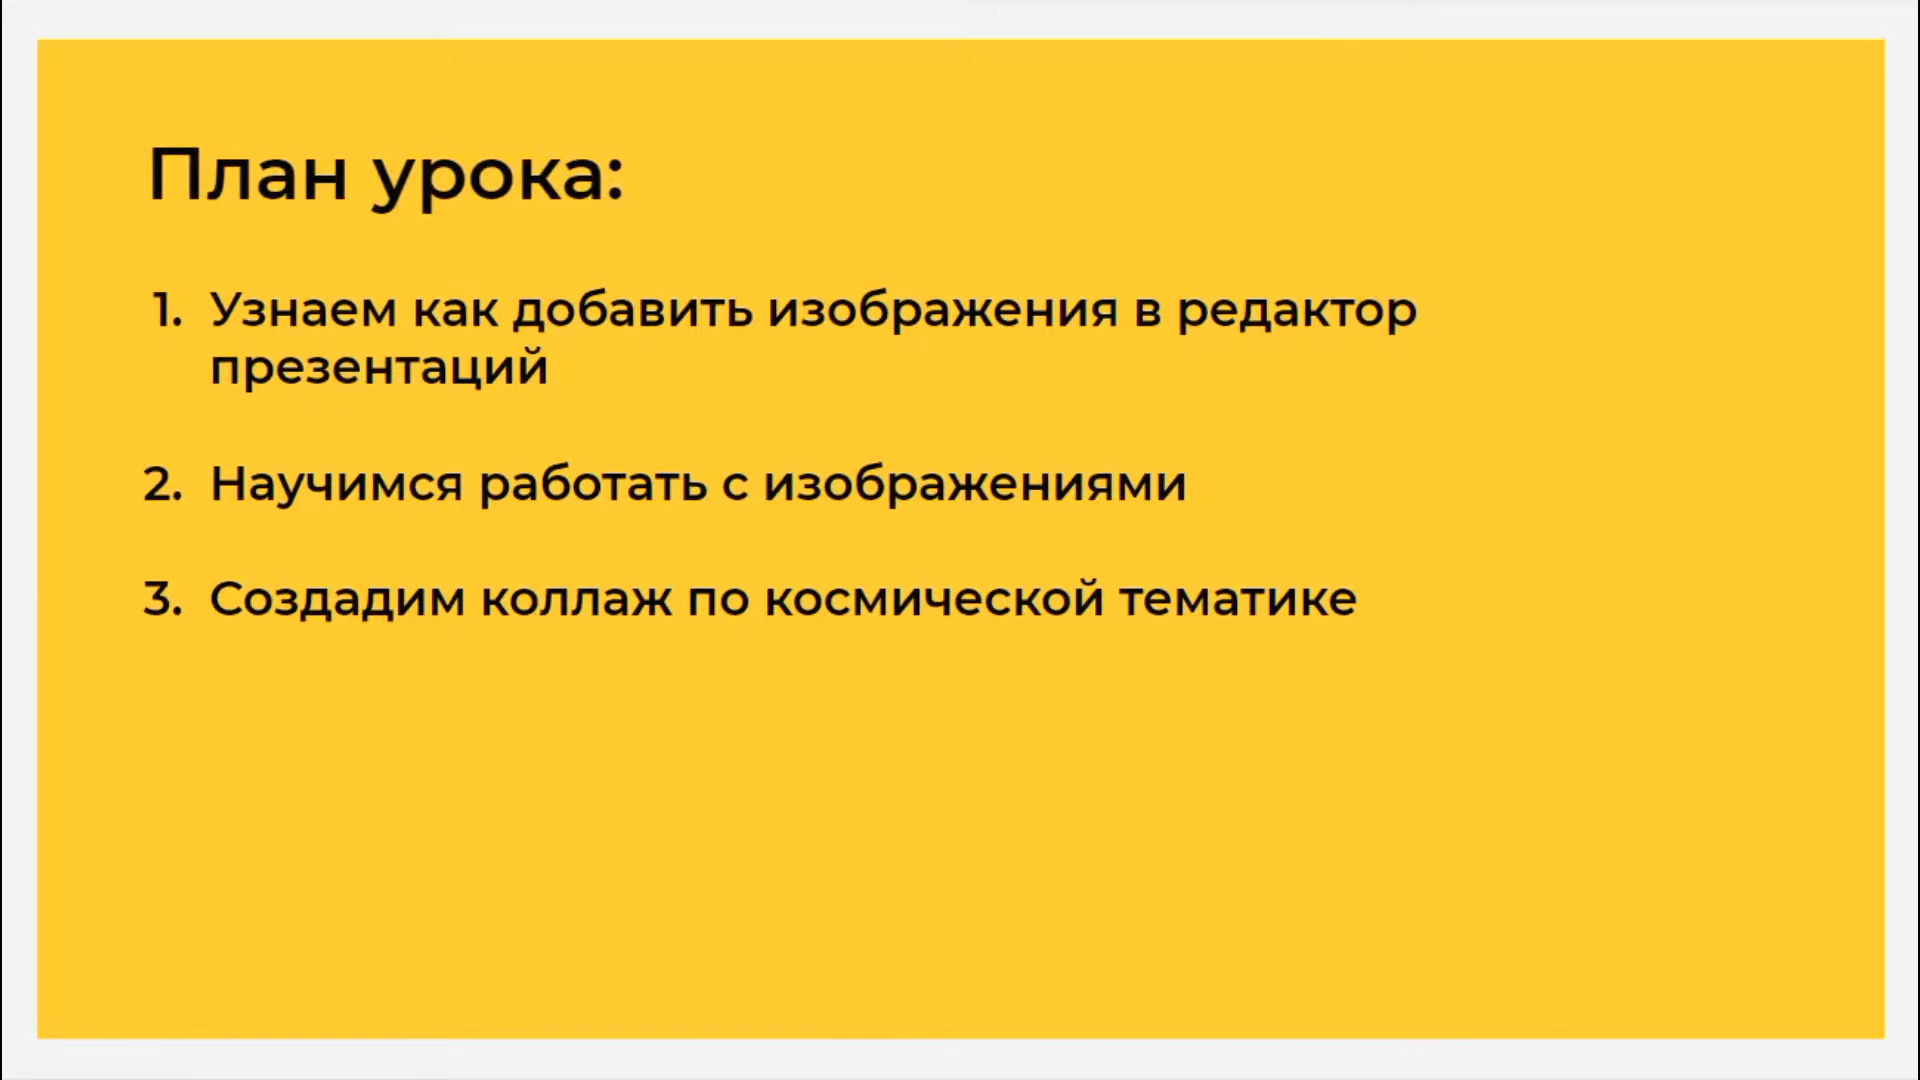 План урока:
1. Узнаем как добавить изображения в редактор
презентаций
2. Научимся работать с изображениями
3. Создадим коллаж по космической тематике